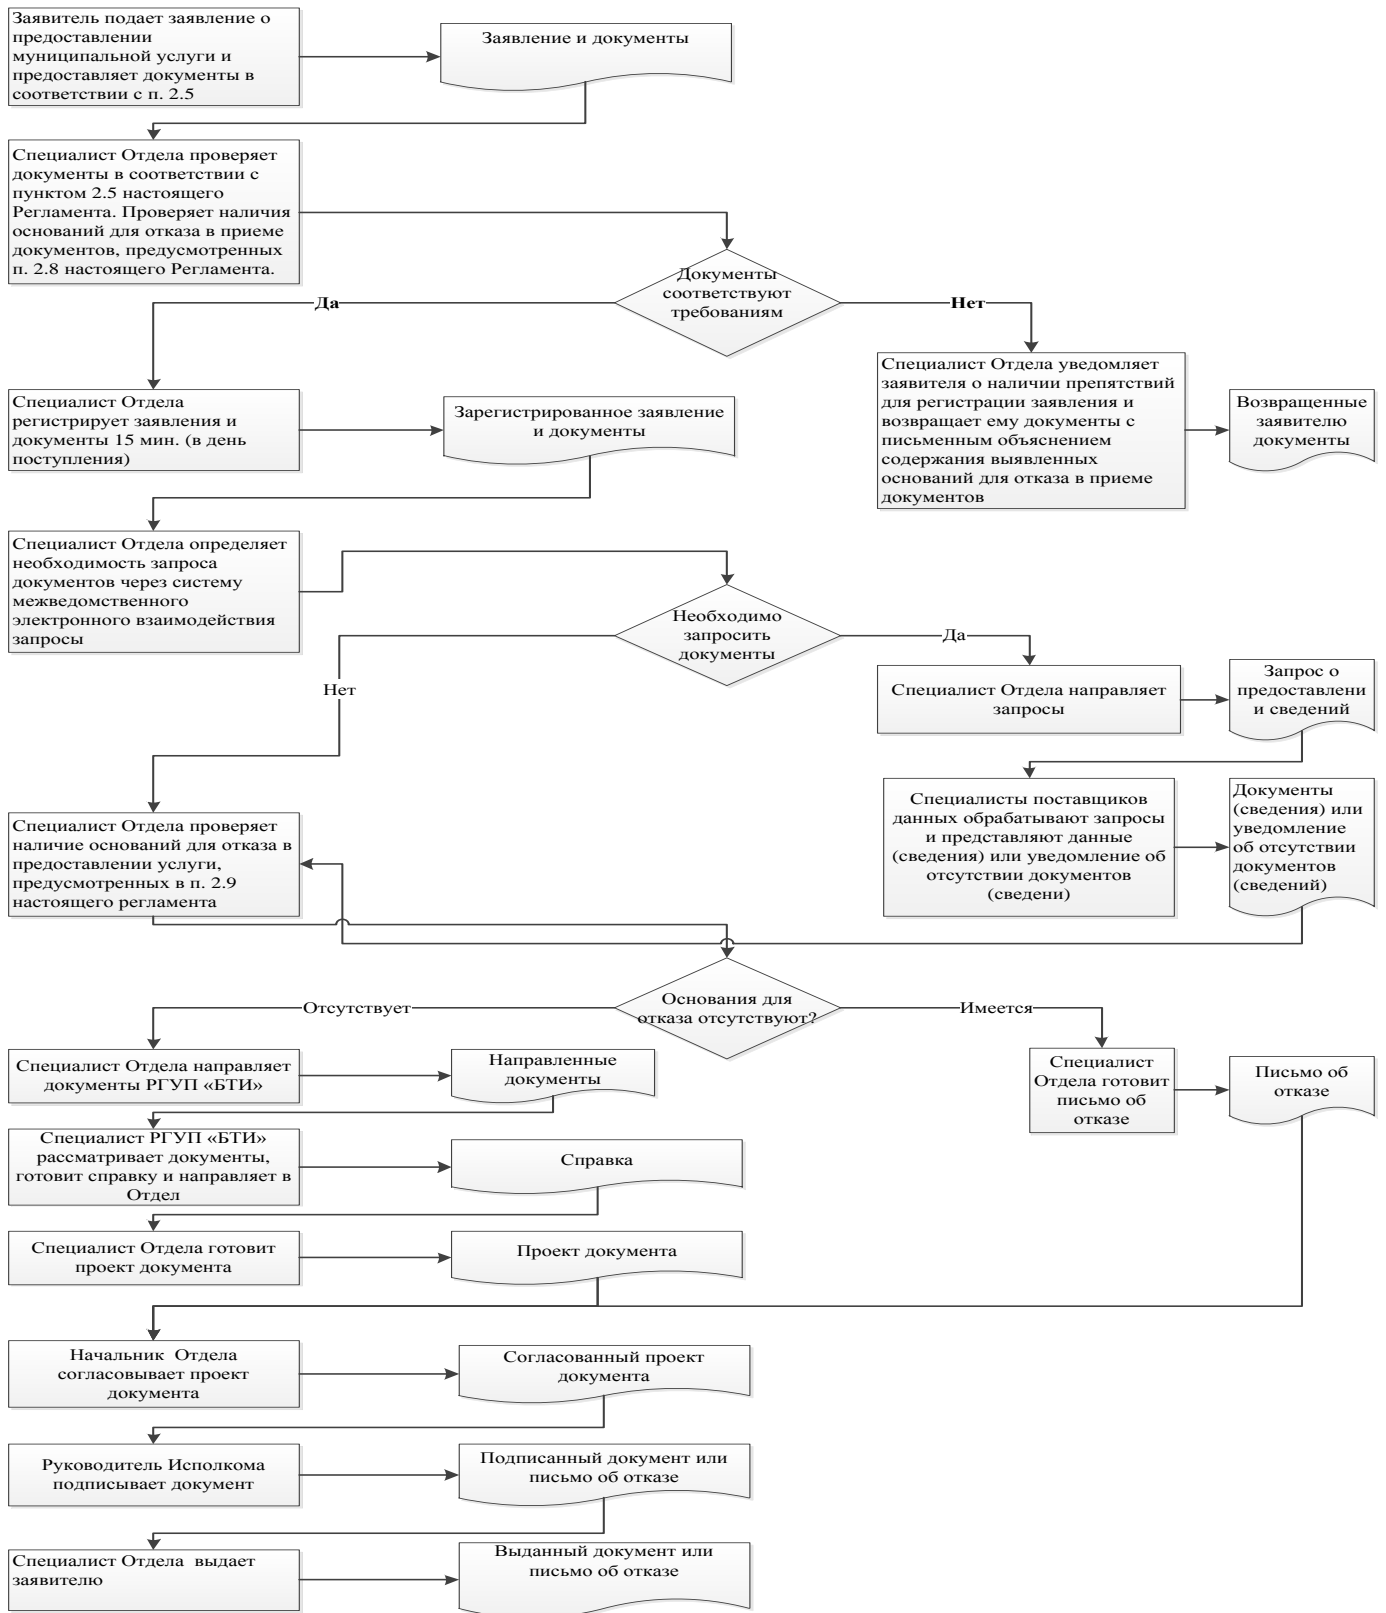 Заявитель подает заявление о
предоставлении
муниципальной услуги и
предоставляет документы в
соответствии с п. 2.5
Заявление и документы
Специалист Отдела проверяет
документы в соответствии с
пунктом 2.5 настоящего
Регламента. Проверяет наличия
оснований для отказа в приеме
документов, предусмотренных
п. 2.8 настоящего Регламента.
Документы
соответствуют
требованиям
Да
Нет
Специалист Отдела
регистрирует заявления и
документы 15 мин. (в день
поступления)
Зарегистрированное заявление
и документы
Специалист Отдела уведомляет
заявителя о наличии препятствий
для регистрации заявления и
возвращает ему документы с
письменным объяснением
содержания выявленных
оснований для отказа в приеме
документов
Возвращенные
заявителю
документы
Специалист Отдела определяет
необходимость запроса
документов через систему
межведомственного
электронного взаимодействия
запросы
Необходимо
запросить
документы
Да
Нет
Специалист Отдела направляет
запросы
Запрос о
предоставлени
и сведений
Специалисты поставщиков
данных обрабатывают запросы
и представляют данные
(сведения) или уведомление об
отсутствии документов
(сведени)
Документы
(сведения) или
уведомление
об отсутствии
документов
(сведений)
Специалист Отдела проверяет
наличие оснований для отказа в
предоставлении услуги,
предусмотренных в п. 2.9
настоящего регламента
Основания для
отказа отсутствуют?
Отсутствует
Имеется
Специалист Отдела направляет
документы РГУП «БТИ»
Направленные
документы
Специалист
Отдела готовит
письмо об
отказе
Письмо об
отказе
Специалист РГУП «БТИ»
рассматривает документы,
готовит справку и направляет в
Отдел
Справка
Специалист Отдела готовит
проект документа
Проект документа
Начальник  Отдела
согласовывает проект
документа
Согласованный проект
документа
Руководитель Исполкома
подписывает документ
Подписанный документ или
письмо об отказе
Специалист Отдела  выдает
заявителю
Выданный документ или
письмо об отказе